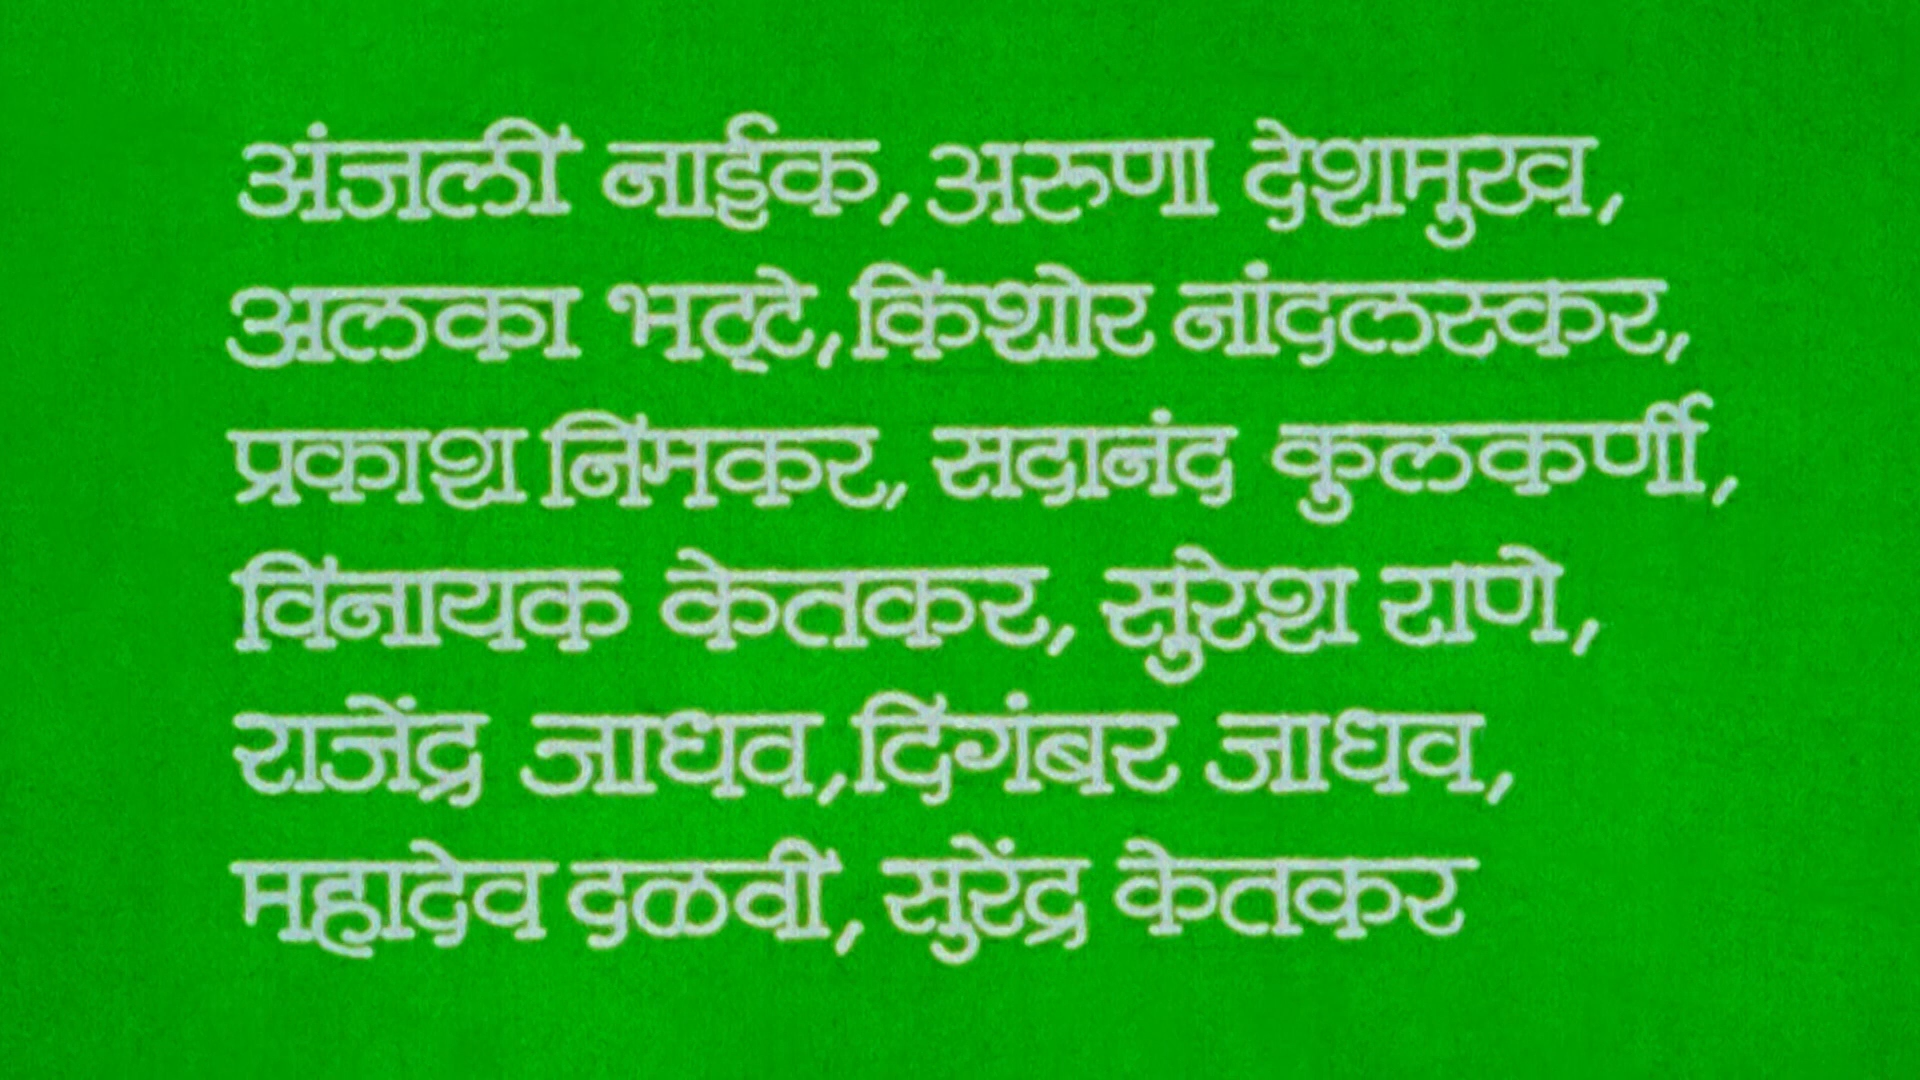 अंजली नाईक, अरुणा देशमुख,
अलका भट्टे, किशोर नांदलस्कर,
प्रकाश निमकर, सदानंद कुलकर्णी,
विनायक केतकर, सुरेश राणे,
राजेंद्र जाधव, दिगंबर जाधव,
महादेव दळवी, सुरेंद्र केतकर